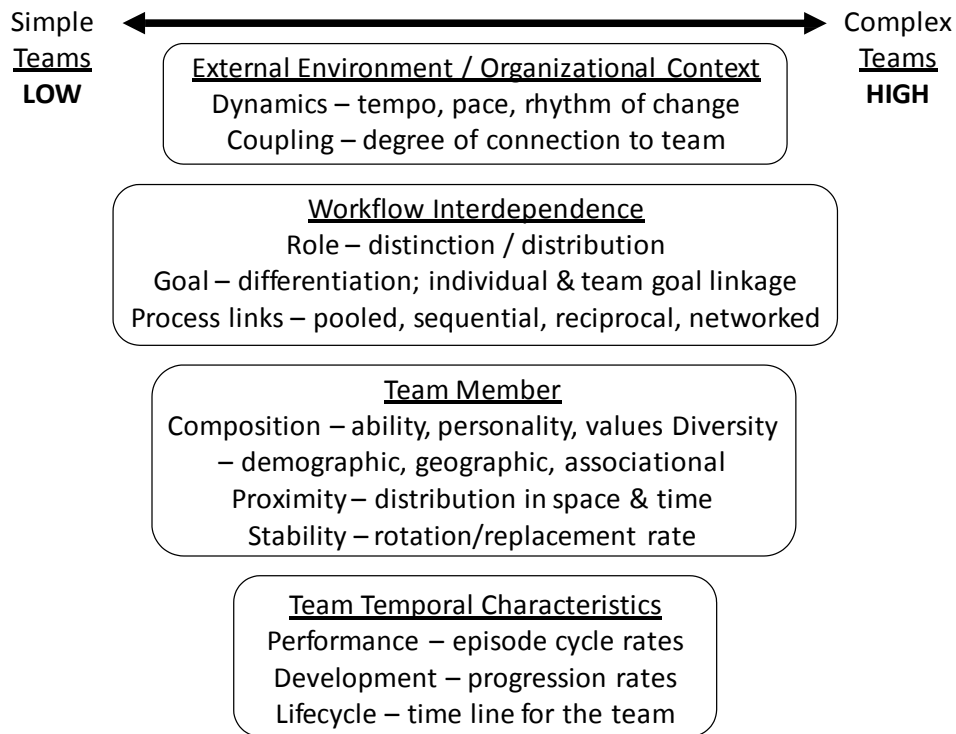 Simple
Teams
LOW
Complex
Teams
HIGH
External Environment / Organizational Context
Dynamics – tempo, pace, rhythm of change
Coupling – degree of connection to team
Workflow Interdependence
Role – distinction / distribution
Goal – differentiation; individual & team goal linkage
Process links – pooled, sequential, reciprocal, networked
Team Member
Composition – ability, personality, values Diversity
– demographic, geographic, associational
Proximity – distribution in space & time
Stability – rotation/replacement rate
Team Temporal Characteristics
Performance – episode cycle rates
Development – progression rates
Lifecycle – time line for the team